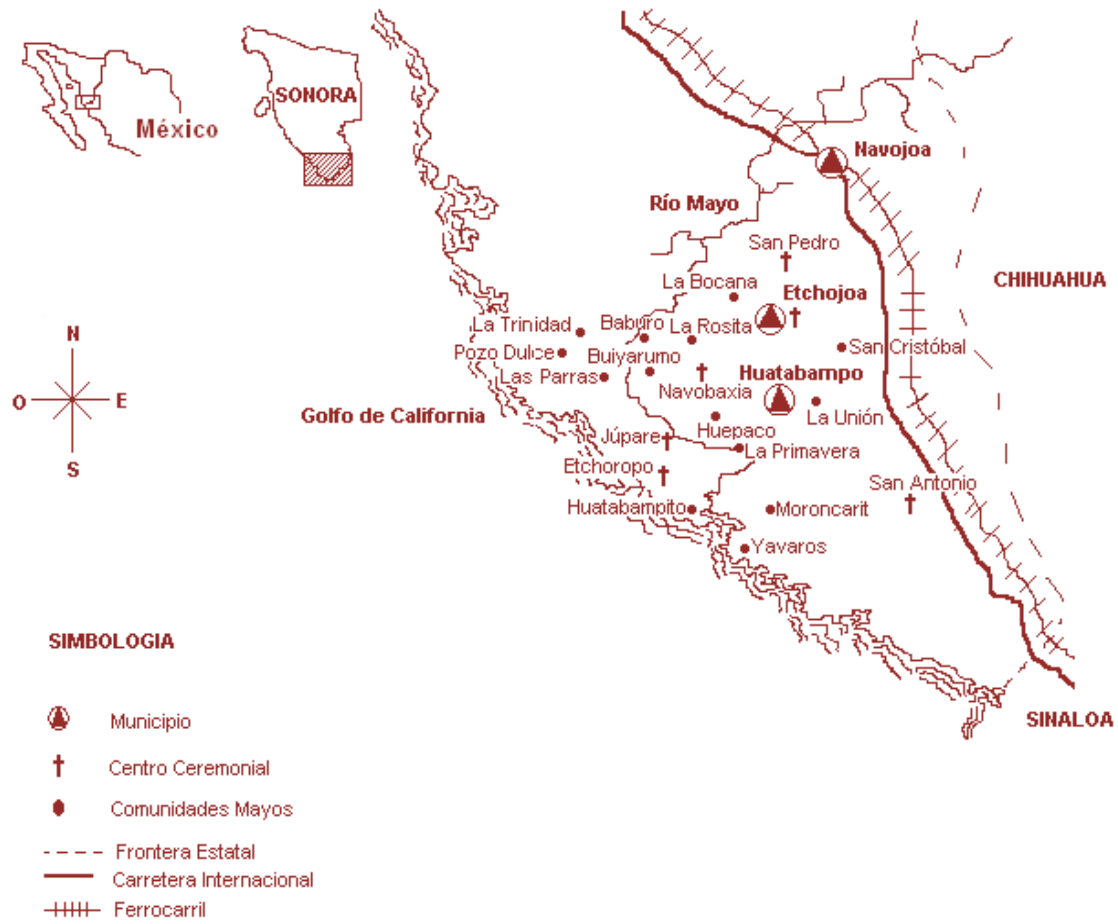 México
SONORA
Navojoa
Río Mayo
San Pedro
CHIHUAHUA
La Bocana
Etchojoa
La Trinidad
Baburo
La Rosita
San Cristóbal
Pozo Dulce
Buiyarumo
Las Parras
Huatabampo
Navobaxia
Golfo de California
La Unión
Huepaco
Júpare
La Primavera
Etchoropo
San Antonio
Huatabampito
Moroncarit
Yavaros
N
O
E
S
SINALOA
SIMBOLOGIA
Municipio
Centro Ceremonial
Comunidades Mayos
Frontera Estatal
Carretera Internacional
Ferrocarril